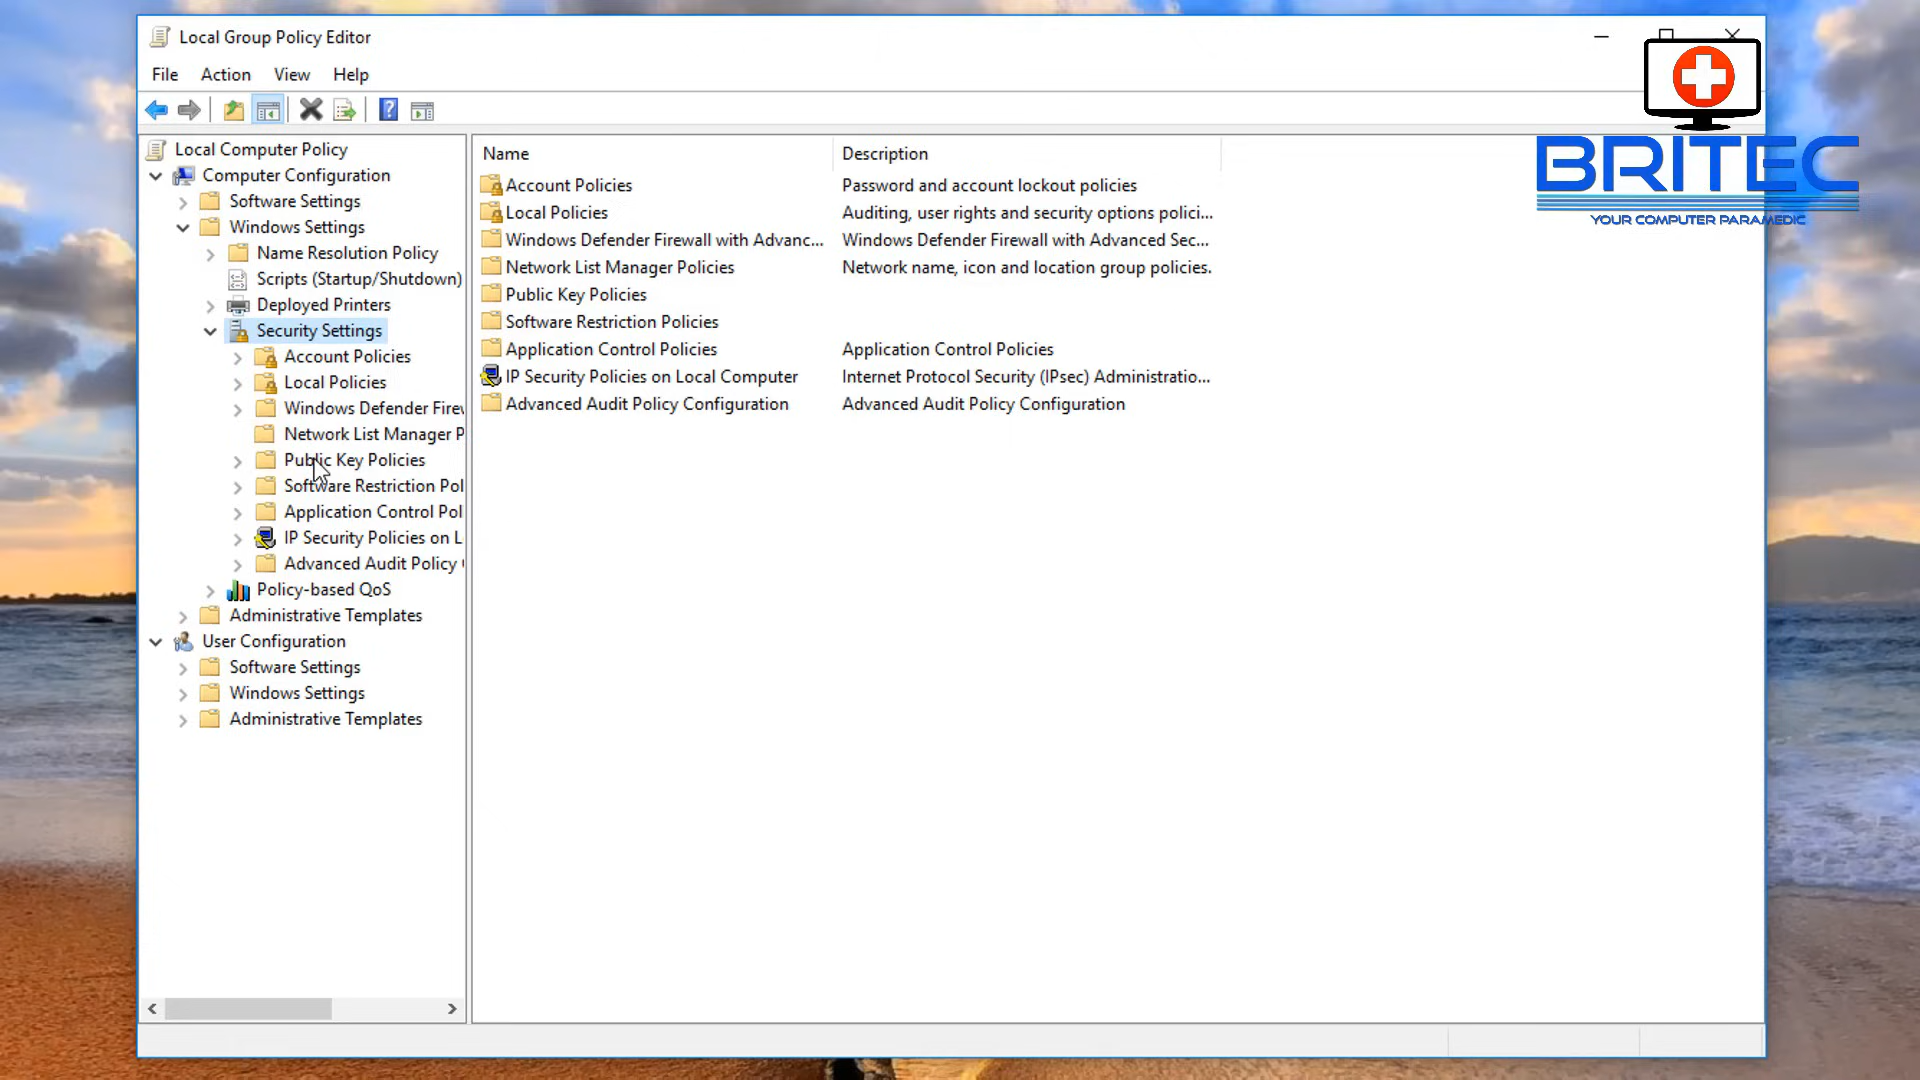 Local Group Policy Editor
File Action View Help
BRITEC
YOUR COMPUTER PARAMEDIC
Local Computer Policy
Computer Configuration
Software Settings
Windows Settings
Name Resolution Policy
Scripts (Startup/Shutdown)
Deployed Printers
Security Settings
Account Policies
Local Policies
Windows Defender Firew
Network List Manager P
Public Key Policies
Software Restriction Pol
Application Control Pol
IP Security Policies on L
Advanced Audit Policy
Policy-based QoS
Administrative Templates
User Configuration
Software Settings
Windows Settings
Administrative Templates
Name Description
Account Policies Password and account lockout policies
Local Policies Auditing, user rights and security options polici...
Windows Defender Firewall with Advanc... Windows Defender Firewall with Advanced Sec...
Network List Manager Policies Network name, icon and location group policies.
Public Key Policies
Software Restriction Policies
Application Control Policies Application Control Policies
IP Security Policies on Local Computer Internet Protocol Security (IPsec) Administratio...
Advanced Audit Policy Configuration Advanced Audit Policy Configuration